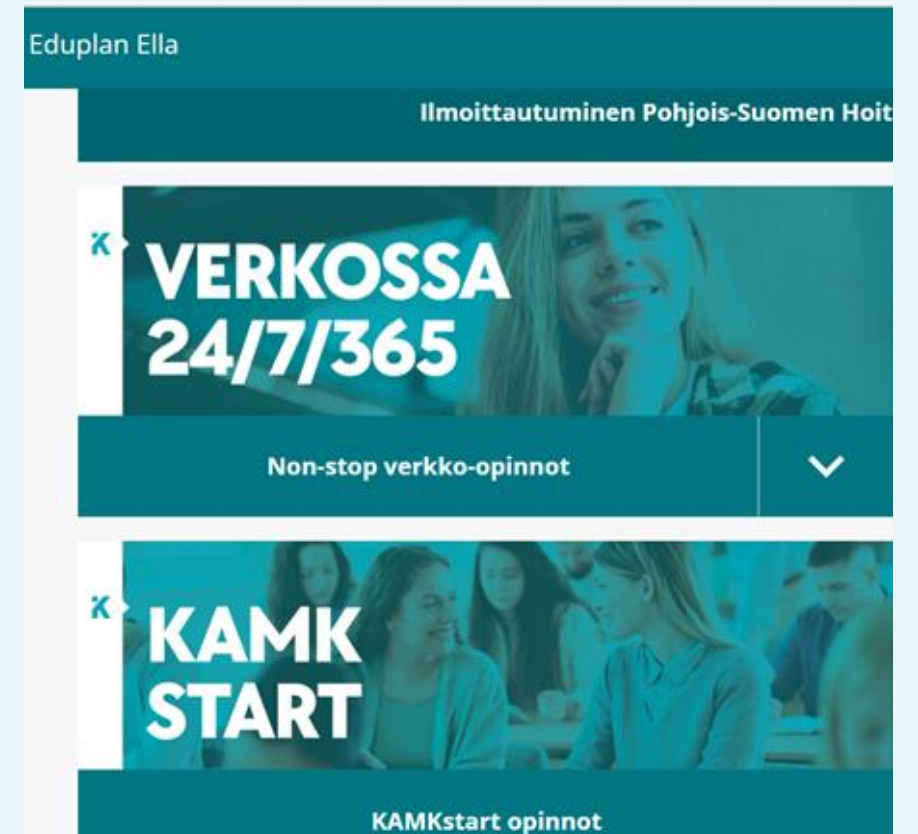 Eduplan Ella
Ilmoittautuminen Pohjois-Suomen Hoit
VERKOSSA
24/7/365
Non-stop verkko-opinnot
KAMK
START
KAMKstart opinnot